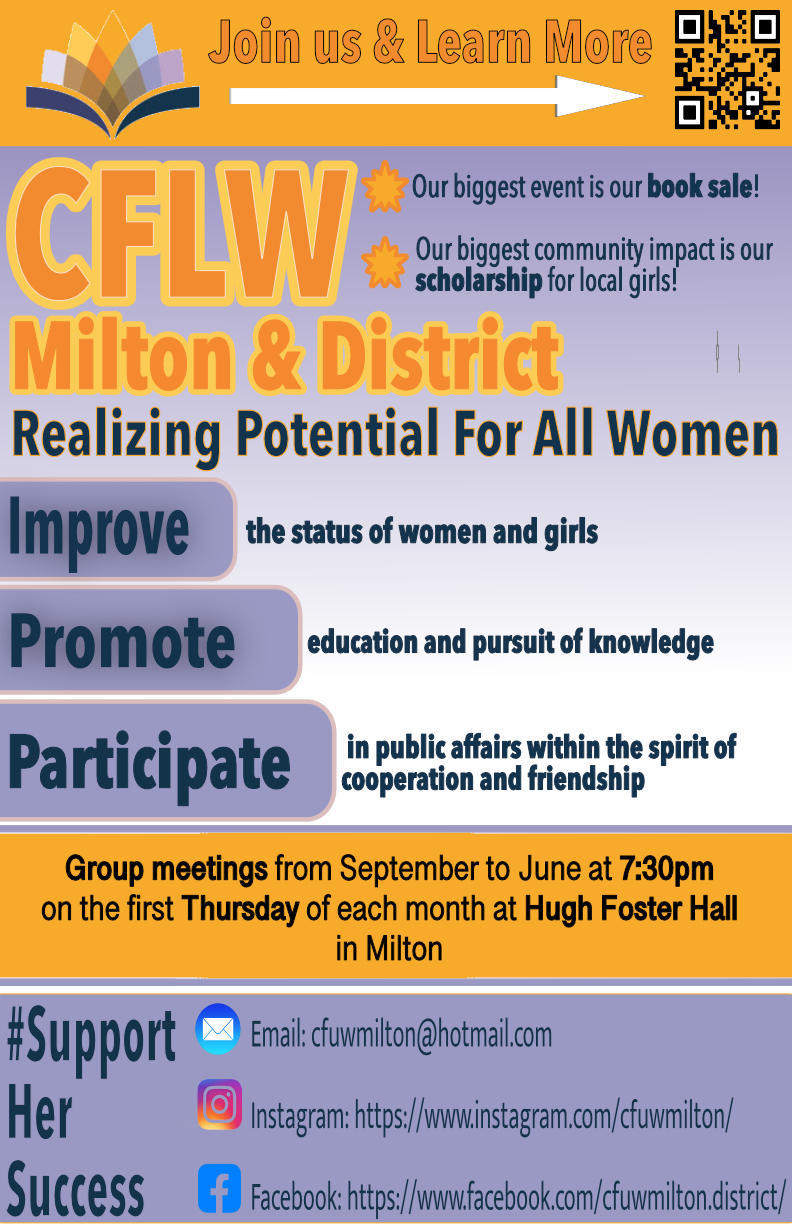 Join us & Learn More
CFLW
Our biggest event is our book sale!
Our biggest community impact is our
scholarship for local girls!
Milton & District
Realizing Potential For All Women
Improve
the status of women and girls
Promote
education and pursuit of knowledge
Participate
in public affairs within the spirit of
cooperation and friendship
Group meetings from September to June at 7:30pm
on the first Thursday of each month at Hugh Foster Hall
in Milton
#Support
Her
Success
Email: cfuwmilton@hotmail.com
Instagram: https://www.instagram.com/cfuwmilton/
Facebook: https://www.facebook.com/cfuwmilton.district/